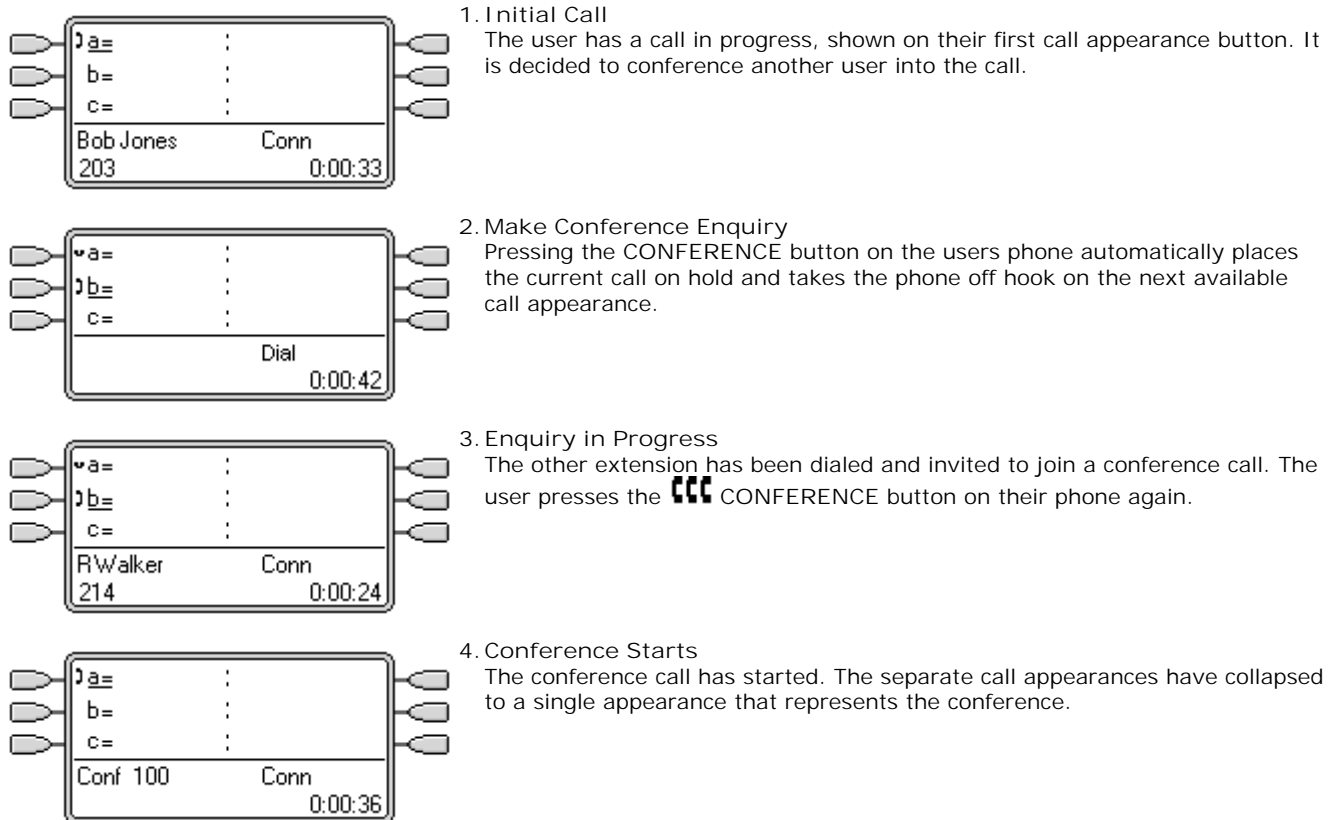 a= :
b= :
c= :
Bob Jones Conn
203 0:00:33
1. Initial Call
The user has a call in progress, shown on their first call appearance button. It
is decided to conference another user into the call.
a= :
b= :
c= :
Dial
0:00:42
2. Make Conference Enquiry
Pressing the CONFERENCE button on the users phone automatically places
the current call on hold and takes the phone off hook on the next available
call appearance.
a= :
b= :
c= :
RWalker Conn
214 0:00:24
3. Enquiry in Progress
The other extension has been dialed and invited to join a conference call. The
user presses the CONFERENCE button on their phone again.
a= :
b= :
c= :
Conf 100 Conn
0:00:36
4. Conference Starts
The conference call has started. The separate call appearances have collapsed
to a single appearance that represents the conference.